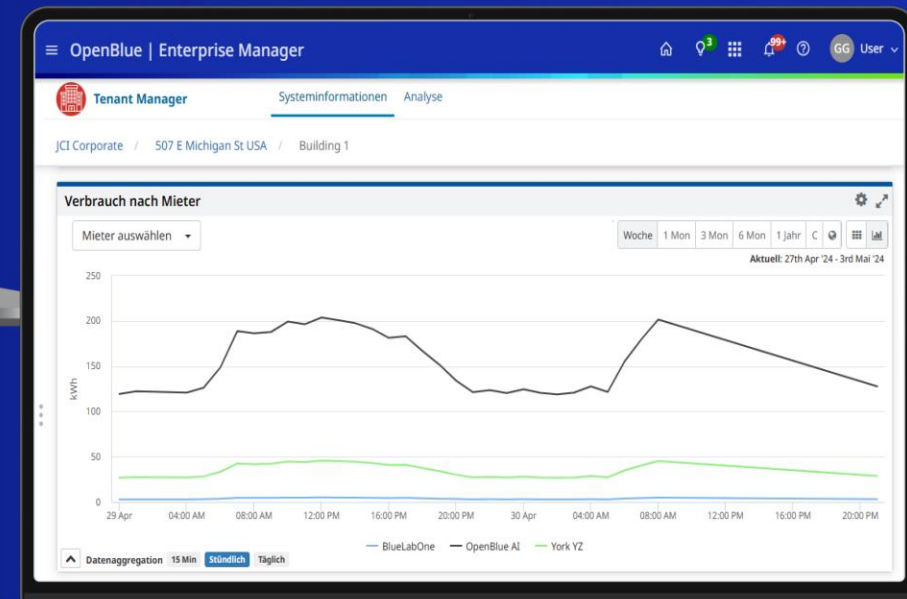 OpenBlue | Enterprise Manager
3
99+
GG User
Tenant Manager
Systeminformationen Analyse
JCI Corporate / 507 E Michigan St USA / Building 1
Verbrauch nach Mieter
Mieter auswählen
Woche 1 Mon 3 Mon 6 Mon 1 Jahr C
Aktuell: 27th Apr '24 - 3rd Mai '24
250
200
150
100
50
0
kWh
29 Apr 04:00 AM 08:00 AM 12:00 PM 16:00 PM 20:00 PM 30 Apr 04:00 AM 08:00 AM 12:00 PM 16:00 PM 20:00 PM
BlueLabOne OpenBlue AI York YZ
Datenaggregation 15 Min Stündlich Täglich